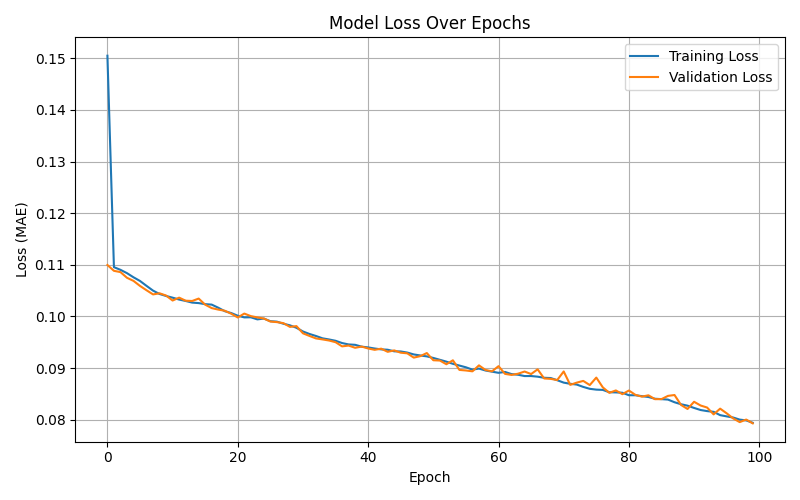 Model Loss Over Epochs
Training Loss
Validation Loss
Loss (MAE)
0.15
0.14
0.13
0.12
0.11
0.10
0.09
0.08
0 20 40 60 80 100
Epoch